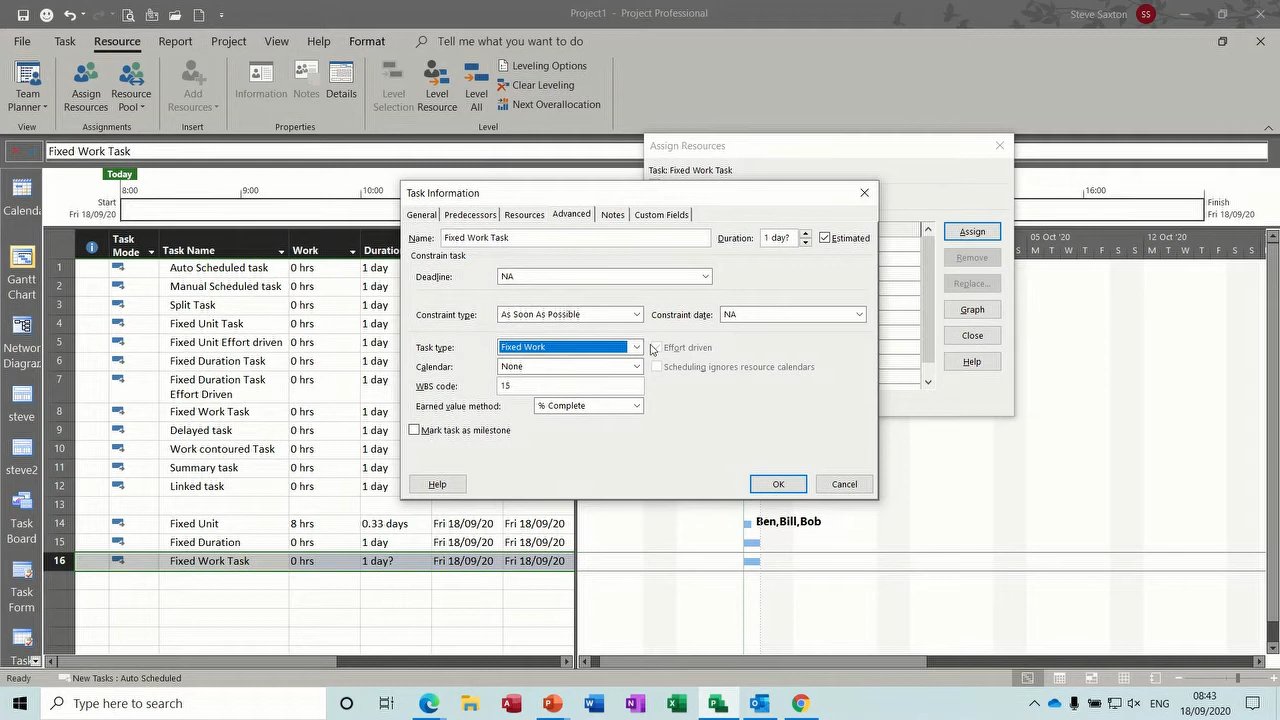 Project1 - Project Professional
Steve Saxton SS
File Task Resource Report Project View Help Format Tell me what you want to do
Team Planner
Assign Resources
Resource Pool
Add Resources
Information
Notes
Details
Level Selection
Level Resource
Level All
Leveling Options
Clear Leveling
Next Overallocation
View Assignments Insert Properties Level
Fixed Work Task
Today
8:00 9:00 10:00 16:00
Start
Fri 18/09/20
Finish
Fri 18/09/20
Assign Resources
Task: Fixed Work Task
Assign
Remove
Replace...
Graph
Close
Help
Task Information
General Predecessors Resources Advanced Notes Custom Fields
Name: Fixed Work Task Duration: 1 day? Estimated
Constrain task
Deadline: NA
Constraint type: As Soon As Possible Constraint date: NA
Task type: Fixed Work Effort driven
Calendar: None Scheduling ignores resource calendars
WBS code: 15
Earned value method: % Complete
Mark task as milestone
Help OK Cancel
Calenda
Gantt Chart
Network Diagram
steve
steve2
Task Board
Task Form
Task
Task Mode Task Name Work Duratio
1 Auto Scheduled task 0 hrs 1 day
2 Manual Scheduled task 0 hrs 1 day
3 Split Task 0 hrs 1 day
4 Fixed Unit Task 0 hrs 1 day
5 Fixed Unit Effort driven 0 hrs 1 day
6 Fixed Duration Task 0 hrs 1 day
7 Fixed Duration Task Effort Driven 0 hrs 1 day
8 Fixed Work Task 0 hrs 1 day
9 Delayed task 0 hrs 1 day
10 Work contoured Task 0 hrs 1 day
11 Summary task 0 hrs 1 day
12 Linked task 0 hrs 1 day
13
14 Fixed Unit 8 hrs 0.33 days Fri 18/09/20 Fri 18/09/20
15 Fixed Duration 0 hrs 1 day Fri 18/09/20 Fri 18/09/20
16 Fixed Work Task 0 hrs 1 day? Fri 18/09/20 Fri 18/09/20
05 Oct '20 12 Oct '20
M T W T F S S M T W T F S
Ben,Bill,Bob
Ready New Tasks : Auto Scheduled
Type here to search
ENG
08:43
18/09/2020